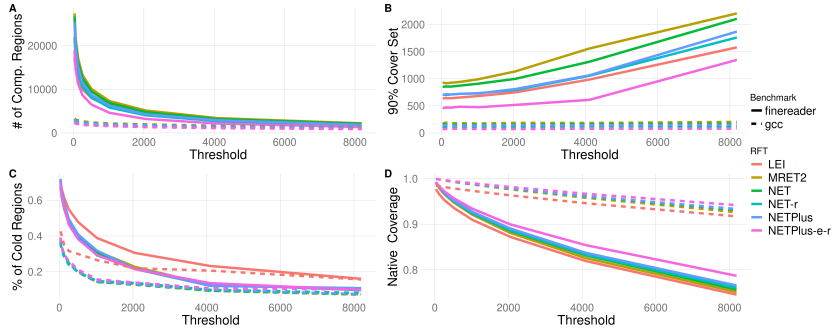 A
# of Comp. Regions
20000
10000
0
0 2000 4000 6000 8000
Threshold
B
90% Cover Set
2000
1500
1000
500
0
0 2000 4000 6000 8000
Threshold
C
% of Cold Regions
0.6
0.4
0.2
0 2000 4000 6000 8000
Threshold
D
Native Coverage
1.0
0.9
0.8
0 2000 4000 6000 8000
Threshold
Benchmark
finereader
gcc
RFT
LEI
MRET2
NET
NET-r
NETPlus
NETPlus-e-r